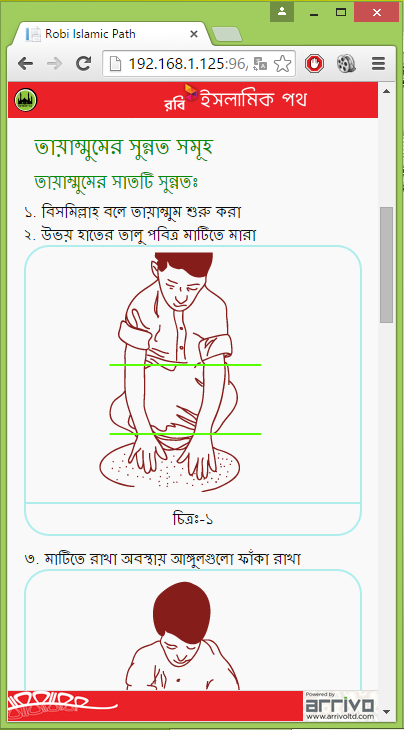 Robi Islamic Path
192.168.1.125:96
রবি ইসলামিক পথ
তায়াম্মুমের সুন্নত সমূহ
তায়াম্মুমের সাতটি সুন্নতঃ
১. বিসমিল্লাহ বলে তায়াম্মুম শুরু করা
২. উভয় হাতের তালু পবিত্র মাটিতে মারা
চিত্রঃ-১
৩. মাটিতে রাখা অবস্থায় আঙ্গুলগুলো ফাঁকা রাখা
Powered by
arrivo
www.arrivoltd.com